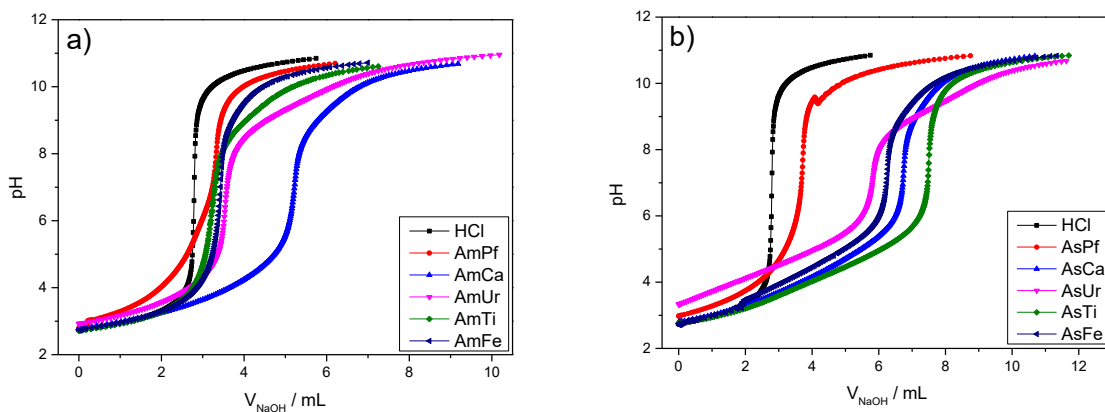 a)
12
10
8
6
4
2
pH
0 2 4 6 8 10
V_NaOH / mL
HCl
AmPf
AmCa
AmUr
AmTi
AmFe
b)
12
10
8
6
4
2
pH
0 2 4 6 8 10 12
V_NaOH / mL
HCl
AsPf
AsCa
AsUr
AsTi
AsFe